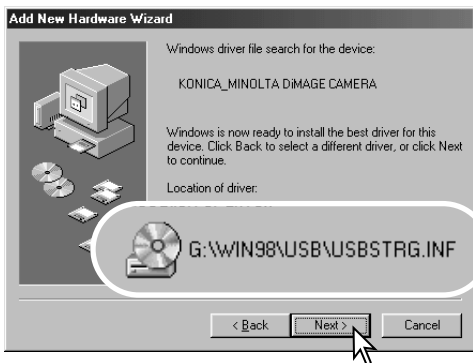 Add New Hardware Wizard
Windows driver file search for the device:
KONICA_MINOLTA DiMAGE CAMERA
Windows is now ready to install the best driver for this
device. Click Back to select a different driver, or click Next
to continue.
Location of driver:
G:\WIN98\USB\USBSTRG.INF
< Back
Next >
Cancel